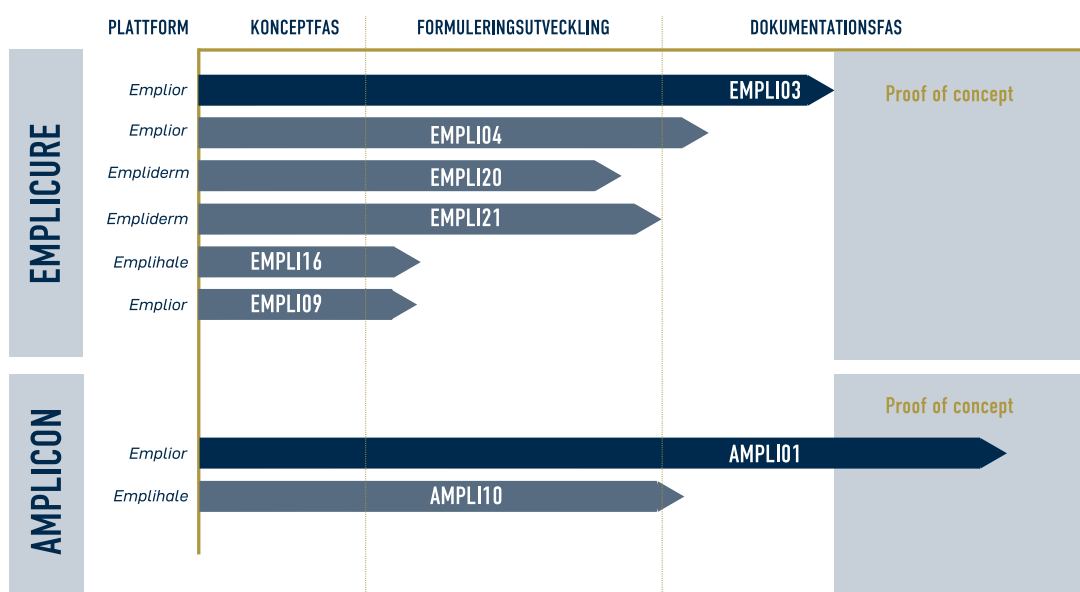 PLATTFORM KONCEPTFAS FORMULERINGSUTVECKLING DOKUMENTATIONSFAS
EMPLICURE
Emplior EMPLI03 Proof of concept
Emplior EMPLI04
Empliderm EMPLI20
Empliderm EMPLI21
Emplihale EMPLI16
Emplior EMPLI09
AMPLICON
Proof of concept
Emplior AMPLI01
Emplihale AMPLI10